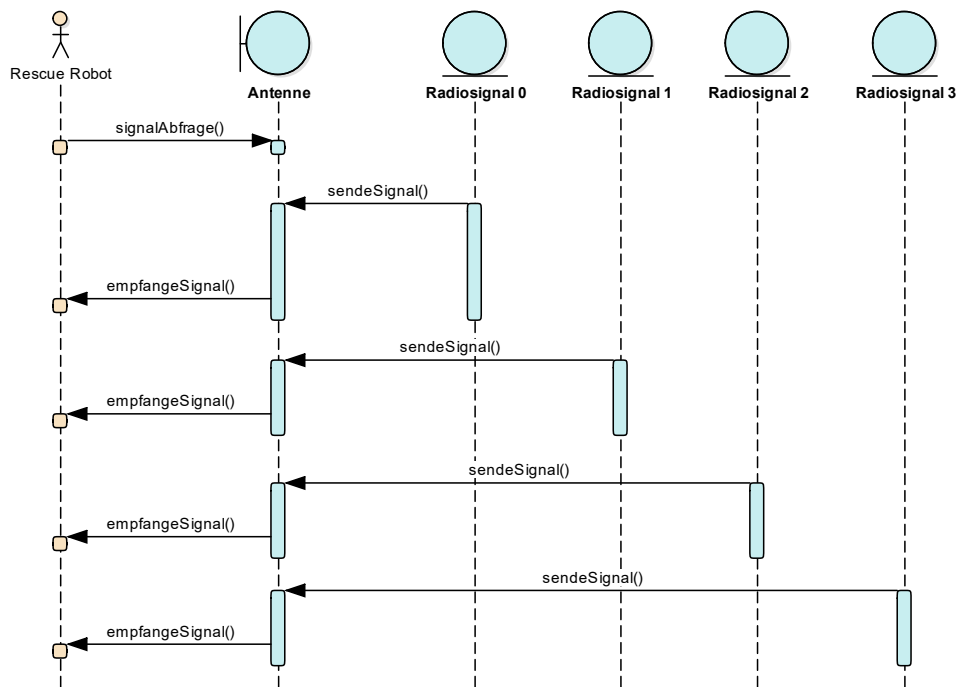 Rescue Robot
Antenne
Radiosignal 0
Radiosignal 1
Radiosignal 2
Radiosignal 3
signalAbfrage()
sendeSignal()
empfangeSignal()
sendeSignal()
empfangeSignal()
sendeSignal()
empfangeSignal()
sendeSignal()
empfangeSignal()